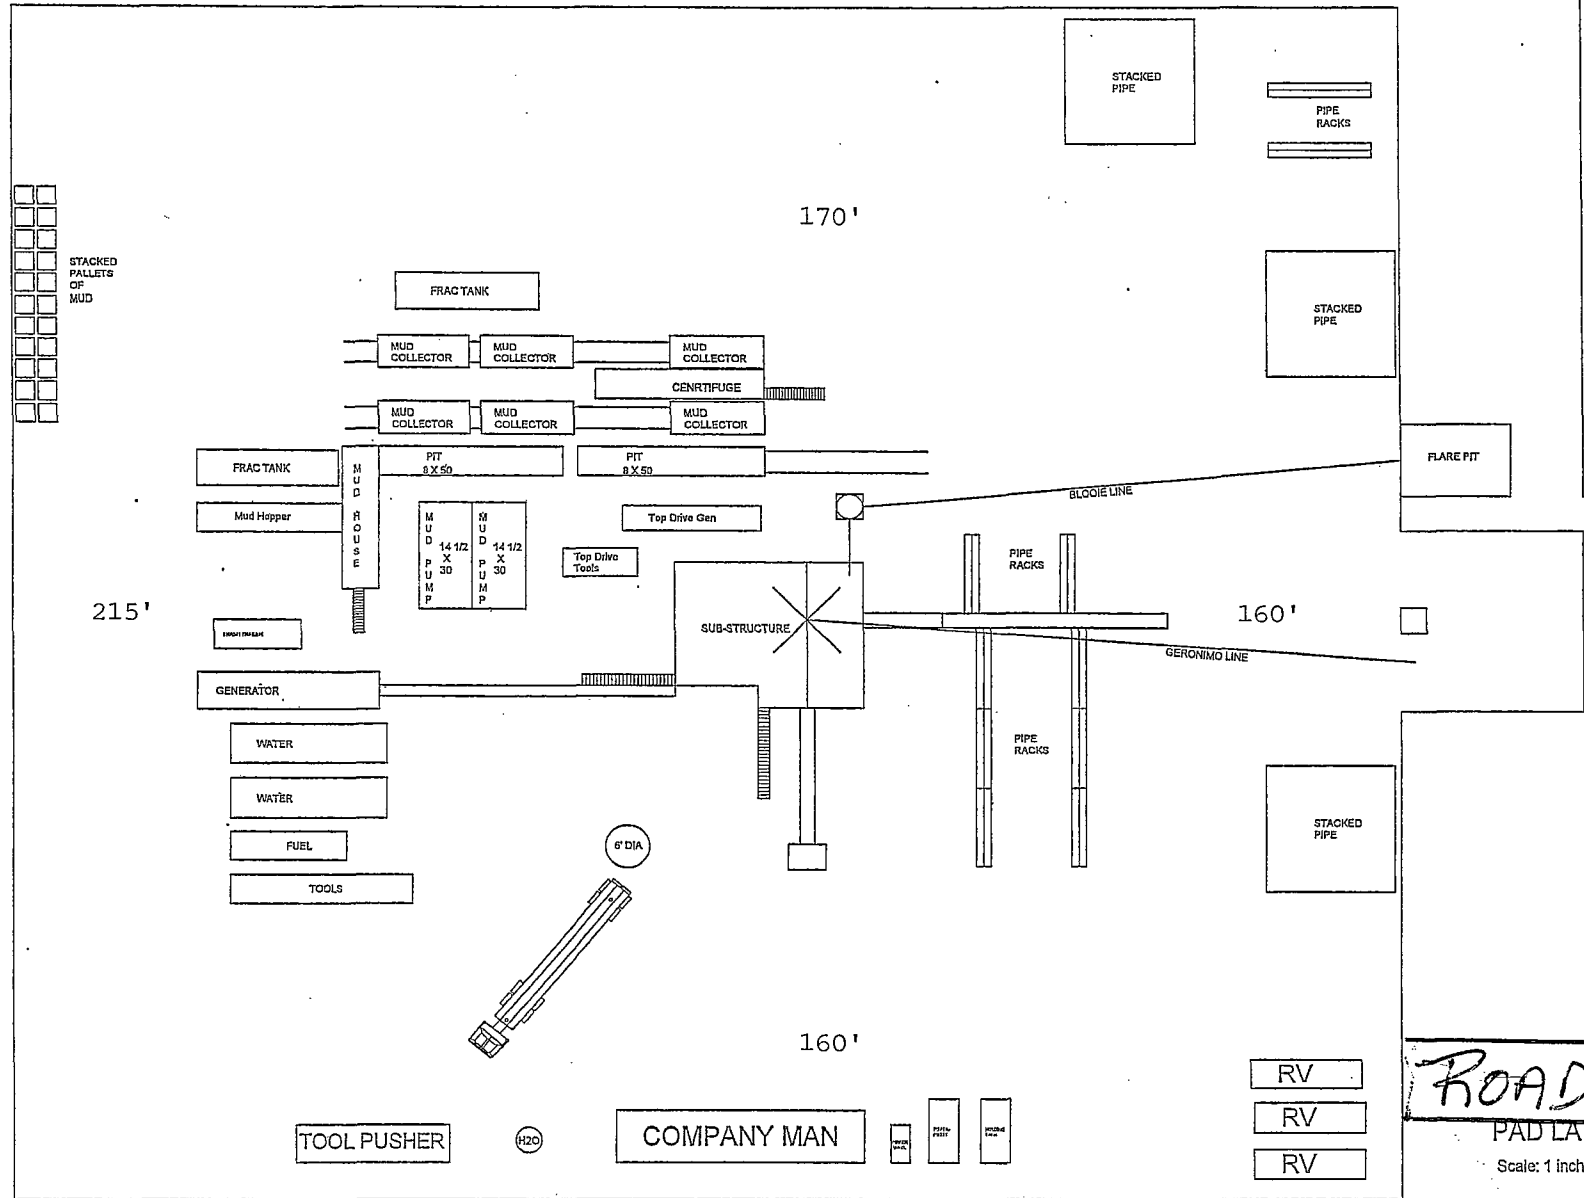 STACKED
PIPE
PIPE
RACKS
170'
STACKED
PALLETS
OF
MUD
FRAC TANK
STACKED
PIPE
MUD
COLLECTOR
MUD
COLLECTOR
MUD
COLLECTOR
CENRTIFUGE
MUD
COLLECTOR
MUD
COLLECTOR
MUD
COLLECTOR
FRAC TANK
MUD HOUSE
PIT
8 X 50
PIT
8 X 50
FLARE PIT
BLOOIE LINE
Mud Hopper
MUD PUMP
14 1/2
X
30
MUD PUMP
14 1/2
X
30
Top Drive Gen
Top Drive
Tools
PIPE
RACKS
215'
SUB-STRUCTURE
160'
GERONIMO LINE
GENERATOR
WATER
PIPE
RACKS
WATER
FUEL
6' DIA
STACKED
PIPE
TOOLS
160'
RV
ROAD
RV
PAD LA
TOOL PUSHER
H2O
COMPANY MAN
RV
Scale: 1 inch